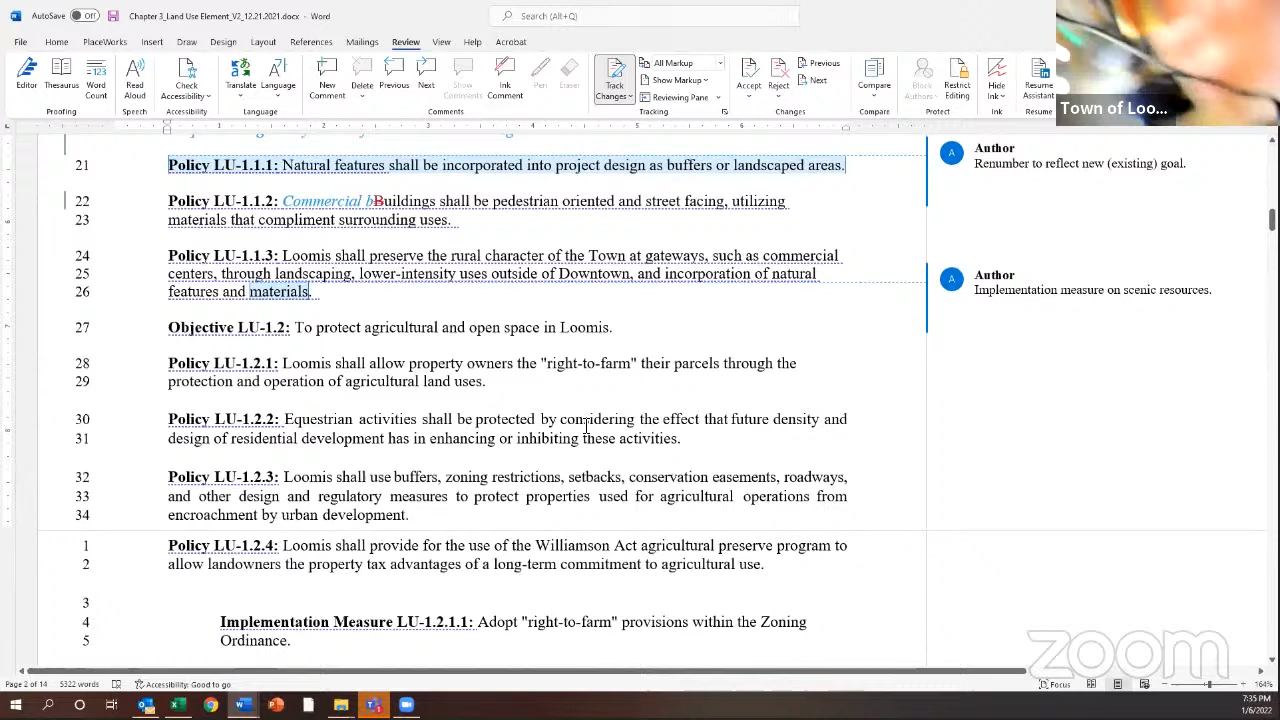 AutoSave Off Chapter 3_Land Use Element_V2_12.21.2021.docx - Word Search (Alt+Q)
File Home PlaceWorks Insert Draw Design Layout References Mailings Review View Help Acrobat
Editor Thesaurus Word Count Read Aloud Check Accessibility Translate Language New Comment Delete Previous Next Show Comments Ink Comment Pen Eraser Track Changes All Markup Show Markup Reviewing Pane Accept Reject Previous Next Compare Block Authors Restrict Editing Hide Ink Resume Assistant
Proofing Speech Accessibility Language Comments Tracking Changes Compare Protect Ink Resume
Town of Loo...
21 Policy LU-1.1.1: Natural features shall be incorporated into project design as buffers or landscaped areas.
22 Policy LU-1.1.2: Commercial bBuildings shall be pedestrian oriented and street facing, utilizing
23 materials that compliment surrounding uses.
24 Policy LU-1.1.3: Loomis shall preserve the rural character of the Town at gateways, such as commercial
25 centers, through landscaping, lower-intensity uses outside of Downtown, and incorporation of natural
26 features and materials.
27 Objective LU-1.2: To protect agricultural and open space in Loomis.
28 Policy LU-1.2.1: Loomis shall allow property owners the "right-to-farm" their parcels through the
29 protection and operation of agricultural land uses.
30 Policy LU-1.2.2: Equestrian activities shall be protected by considering the effect that future density and
31 design of residential development has in enhancing or inhibiting these activities.
32 Policy LU-1.2.3: Loomis shall use buffers, zoning restrictions, setbacks, conservation easements, roadways,
33 and other design and regulatory measures to protect properties used for agricultural operations from
34 encroachment by urban development.
1 Policy LU-1.2.4: Loomis shall provide for the use of the Williamson Act agricultural preserve program to
2 allow landowners the property tax advantages of a long-term commitment to agricultural use.
3
4 Implementation Measure LU-1.2.1.1: Adopt "right-to-farm" provisions within the Zoning
5 Ordinance.
A Author
Renumber to reflect new (existing) goal.
A Author
Implementation measure on scenic resources.
zoom
Page 2 of 14 5322 words Accessibility: Good to go Focus 164%
7:35 PM
1/6/2022